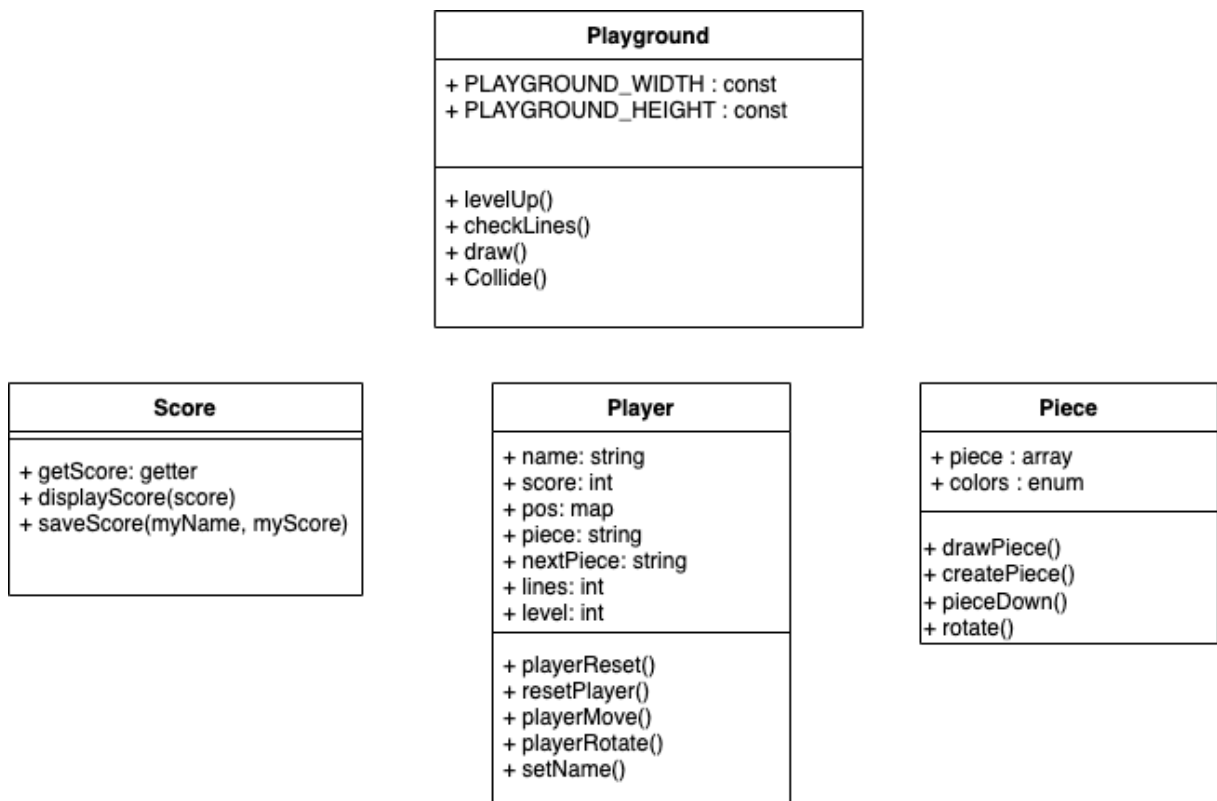 Playground
+ PLAYGROUND_WIDTH : const
+ PLAYGROUND_HEIGHT : const
+ levelUp()
+ checkLines()
+ draw()
+ Collide()
Score
+ getScore: getter
+ displayScore(score)
+ saveScore(myName, myScore)
Player
+ name: string
+ score: int
+ pos: map
+ piece: string
+ nextPiece: string
+ lines: int
+ level: int
+ playerReset()
+ resetPlayer()
+ playerMove()
+ playerRotate()
+ setName()
Piece
+ piece : array
+ colors : enum
+ drawPiece()
+ createPiece()
+ pieceDown()
+ rotate()